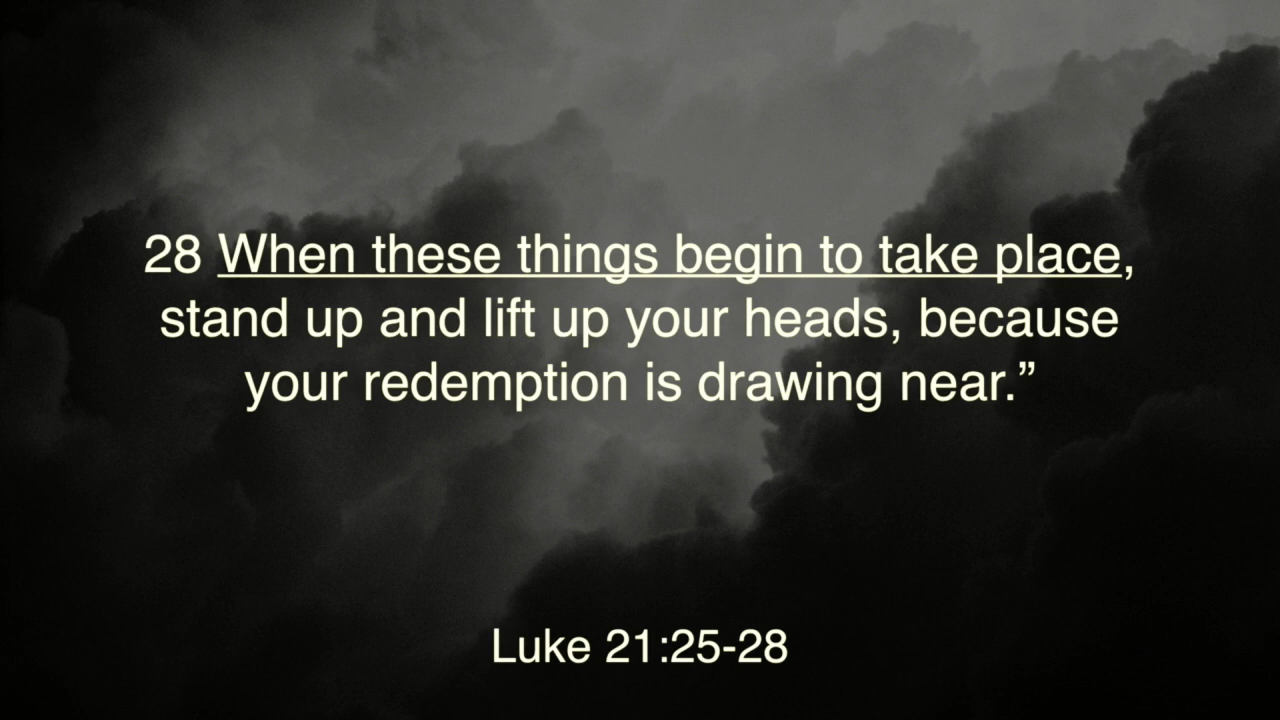 28 When these things begin to take place,
stand up and lift up your heads, because
your redemption is drawing near.”
Luke 21:25-28